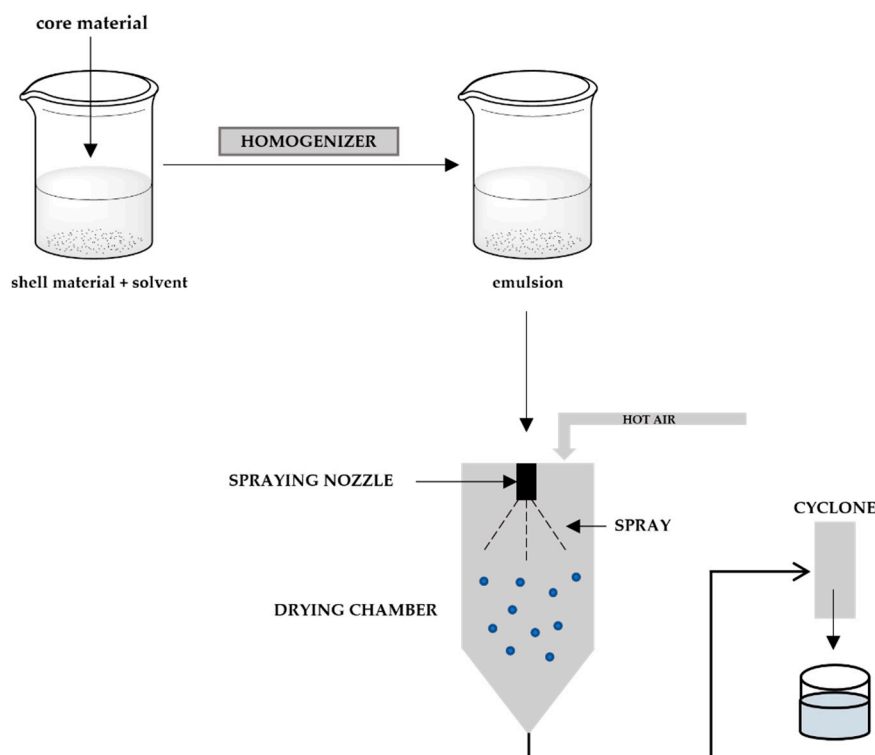 core material
HOMOGENIZER
shell material + solvent
emulsion
HOT AIR
SPRAYING NOZZLE
SPRAY
CYCLONE
DRYING CHAMBER